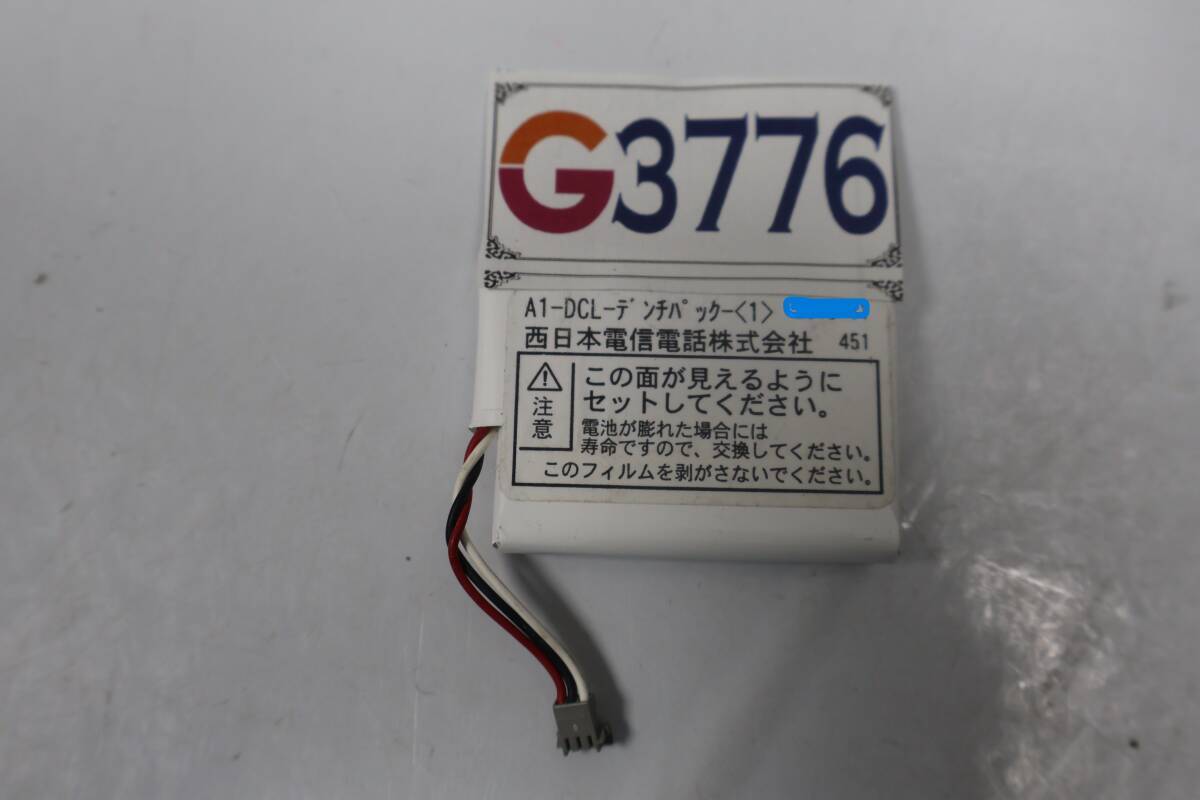 G3776
A1-DCL-ﾃﾞﾝﾁﾊﾟｯｸ-<1>
西日本電信電話株式会社 451
注意
この面が見えるように
セットしてください。
電池が膨れた場合には
寿命ですので、交換してください。
このフィルムを剥がさないでください。